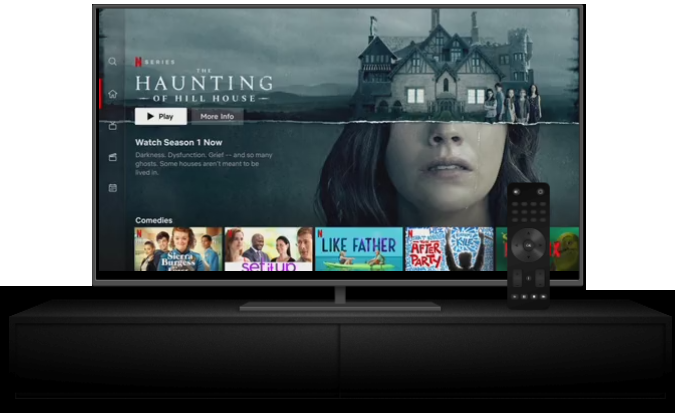 N SERIES
THE
HAUNTING
OF HILL HOUSE
Play
More Info
Watch Season 1 Now
Darkness. Dysfunction. Grief -- and so many
ghosts. Some houses aren't meant to be
lived in.
Comedies
Sierra
Burgess
set it up
LIKE FATHER
AFTER
PARTY